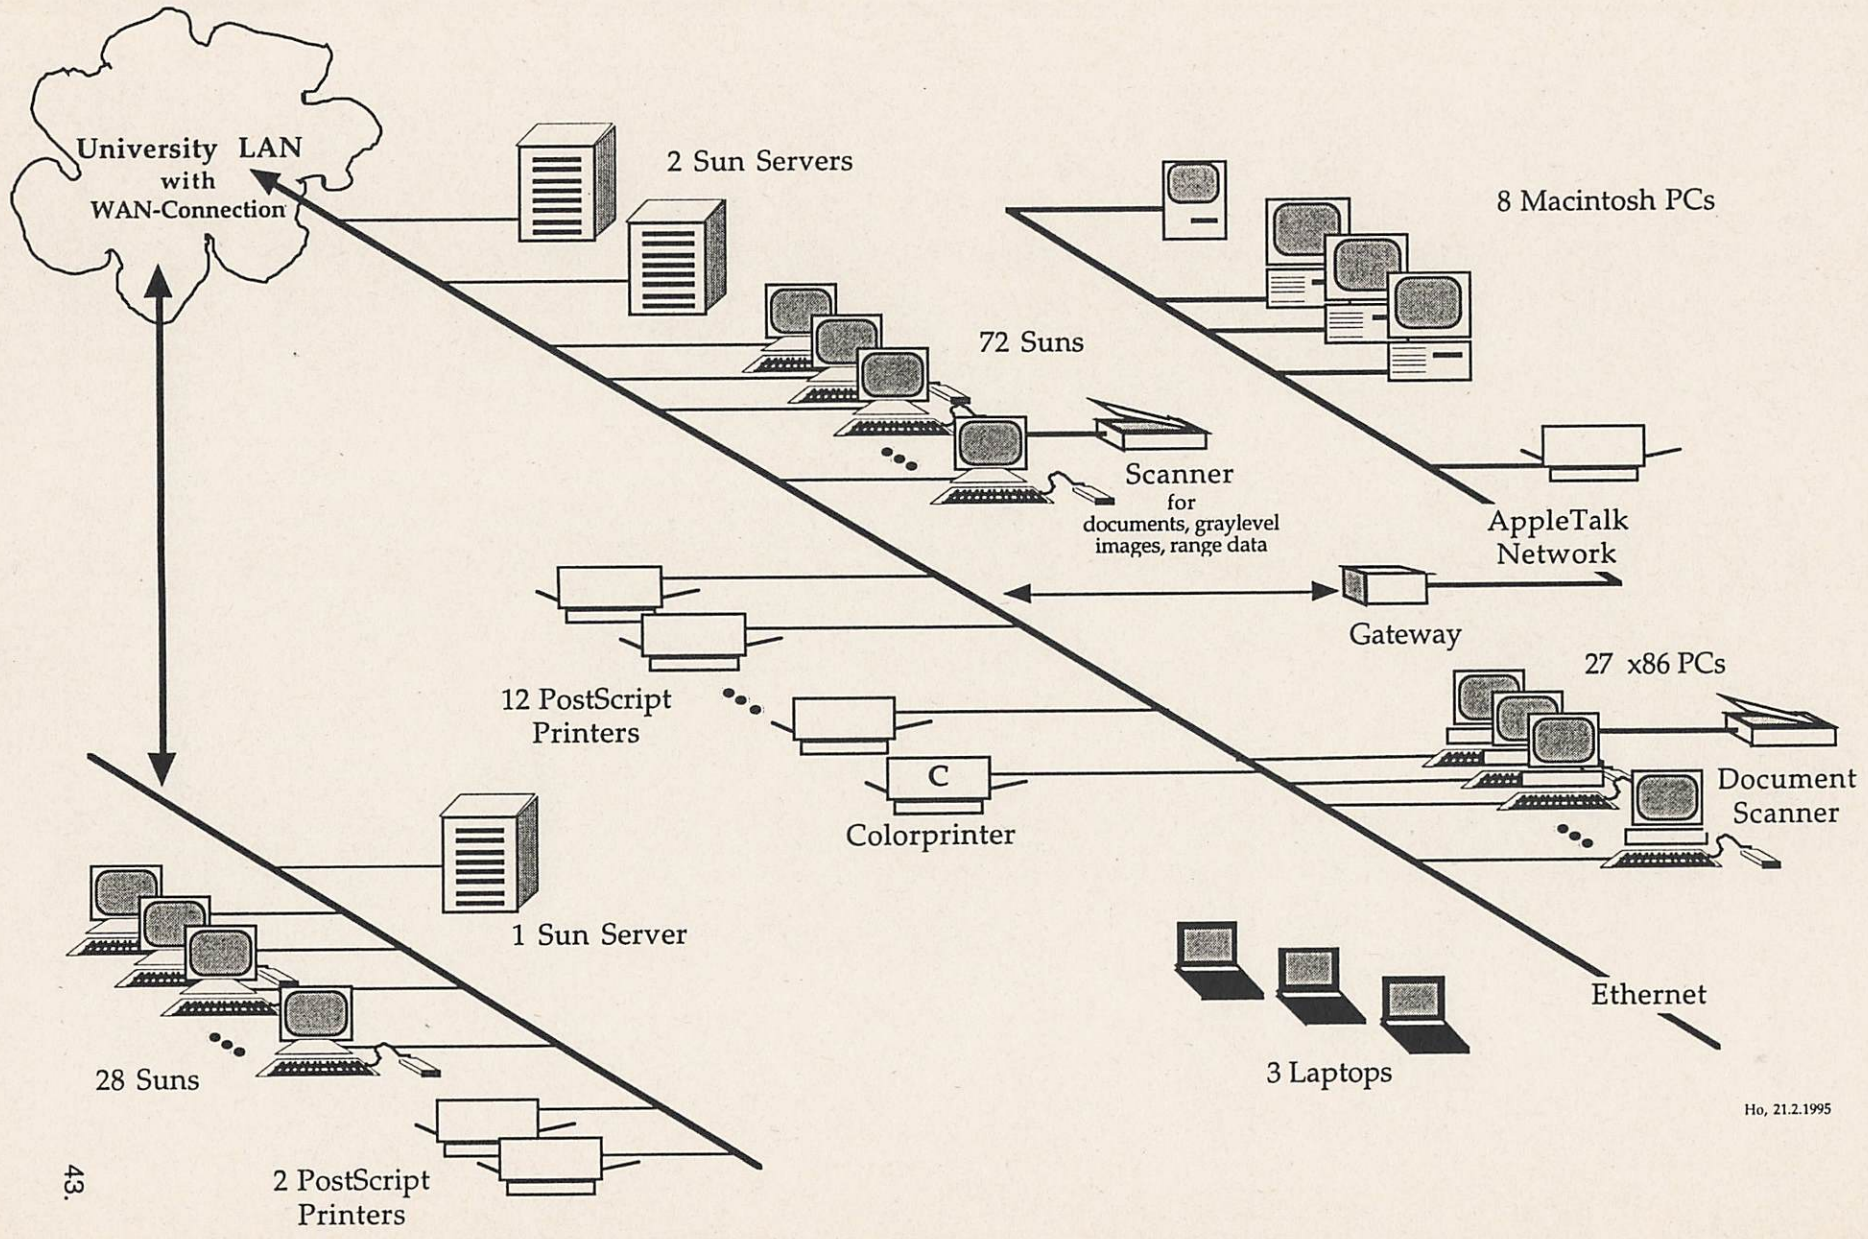 University LAN
with
WAN-Connection
2 Sun Servers
8 Macintosh PCs
72 Suns
Scanner
for
documents, graylevel
images, range data
AppleTalk
Network
Gateway
27 x86 PCs
12 PostScript
Printers
C
Colorprinter
Document
Scanner
1 Sun Server
Ethernet
28 Suns
3 Laptops
Ho, 21.2.1995
2 PostScript
Printers
43.